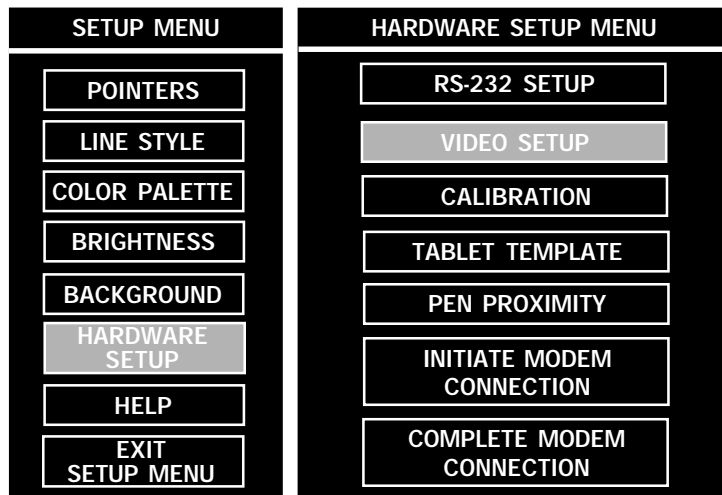 SETUP MENU
POINTERS
LINE STYLE
COLOR PALETTE
BRIGHTNESS
BACKGROUND
HARDWARE
SETUP
HELP
EXIT
SETUP MENU
HARDWARE SETUP MENU
RS-232 SETUP
VIDEO SETUP
CALIBRATION
TABLET TEMPLATE
PEN PROXIMITY
INITIATE MODEM
CONNECTION
COMPLETE MODEM
CONNECTION